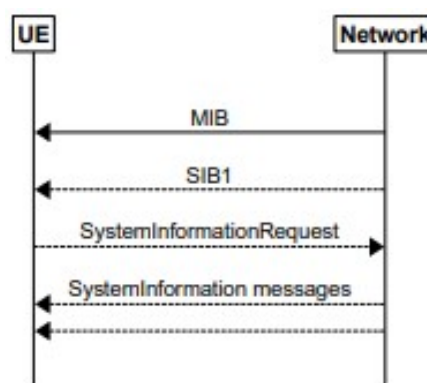 UE
Network
MIB
SIB1
SystemInformationRequest
SystemInformation messages